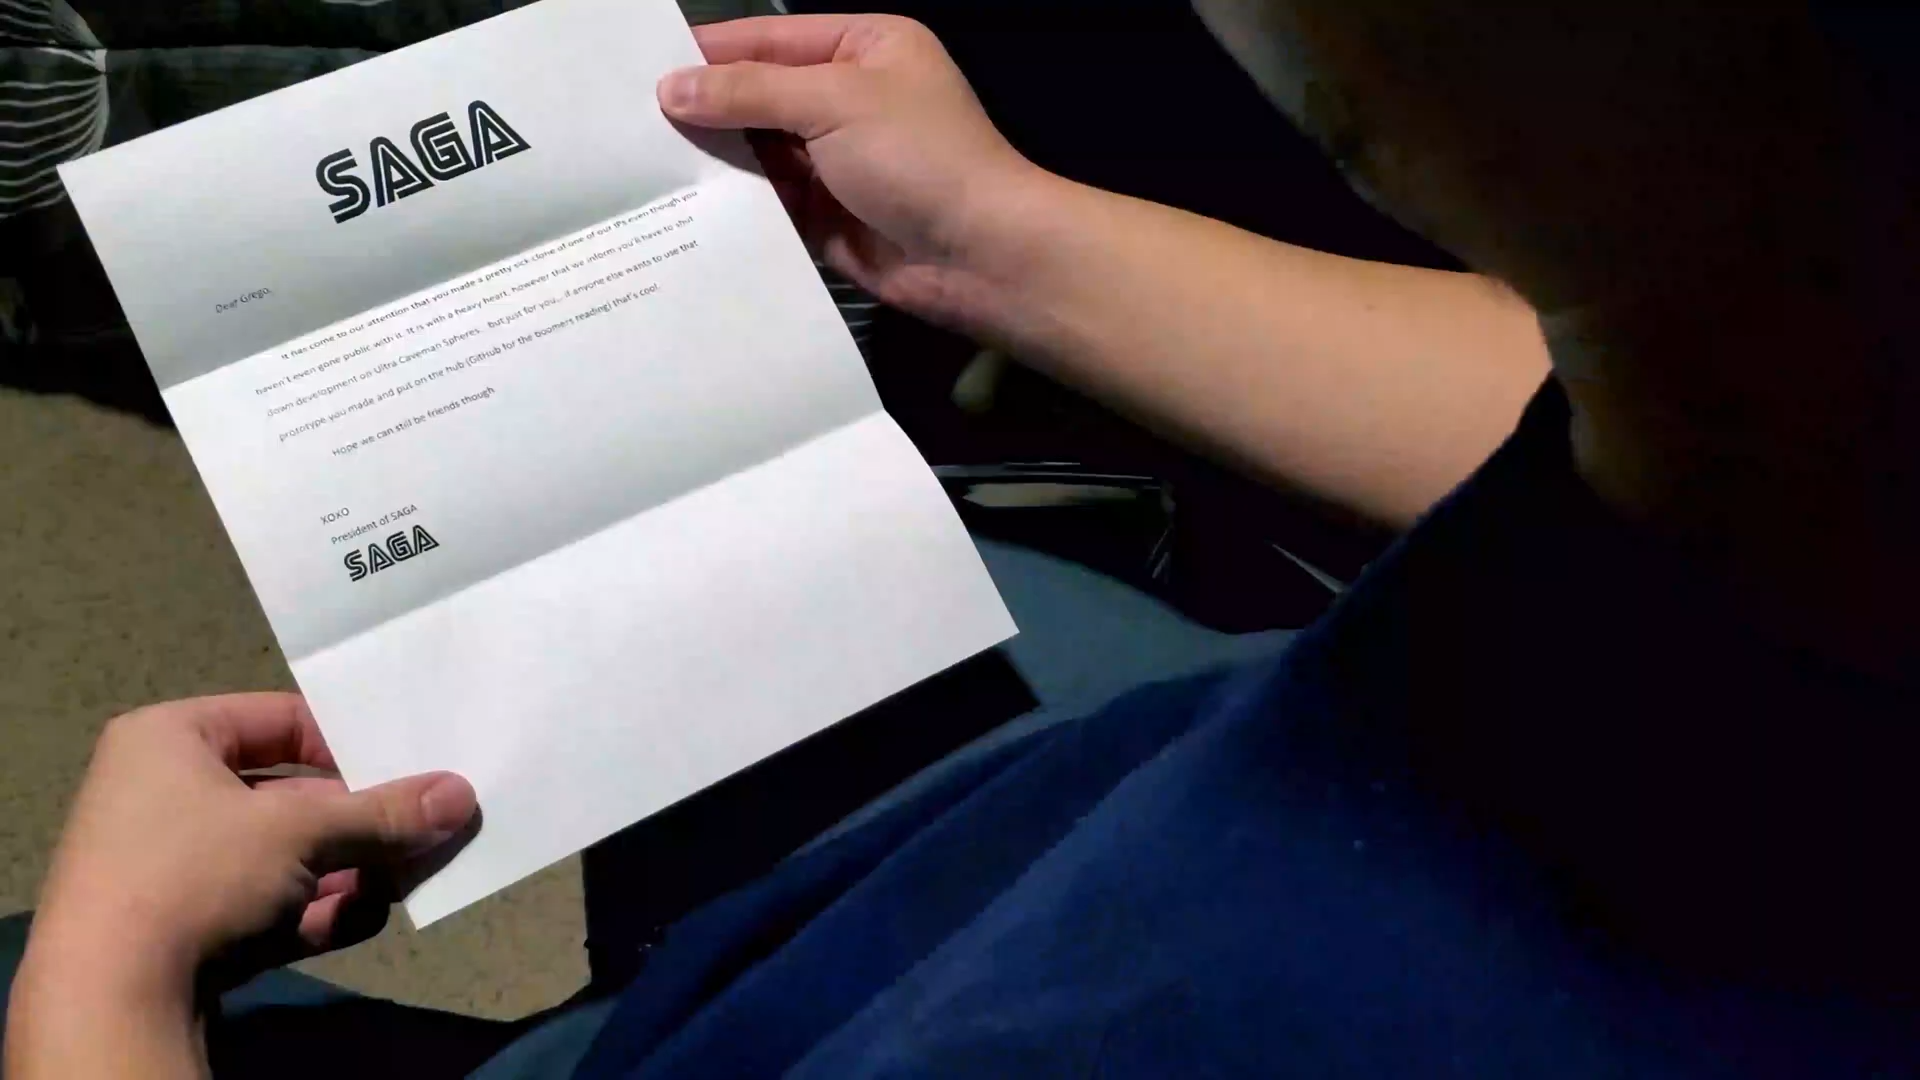 SAGA
Dear Grego,
It has come to our attention that you made a pretty sick clone of one of our IPs even though you
haven't even gone public with it. It is with a heavy heart, however that we inform you'll have to shut
down development on Ultra Caveman Spheres... but just for you... if anyone else wants to use that
prototype you made and put on the hub (GitHub for the boomers reading) that's cool.
Hope we can still be friends though
XOXO
President of SAGA
SAGA